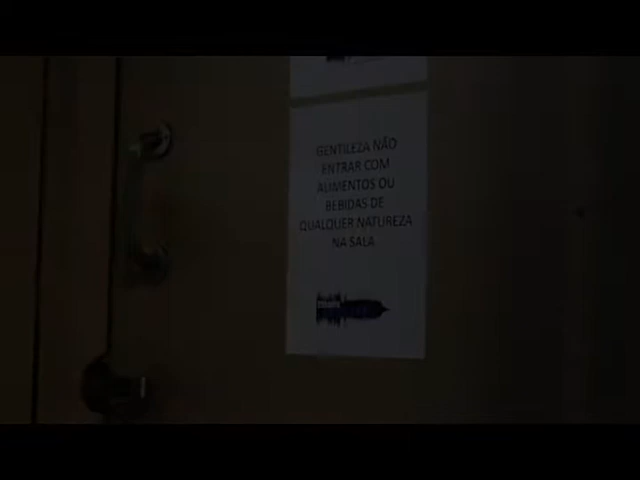 GENTILEZA NÃO
ENTRAR COM
ALIMENTOS OU
BEBIDAS DE
QUALQUER NATUREZA
NA SALA